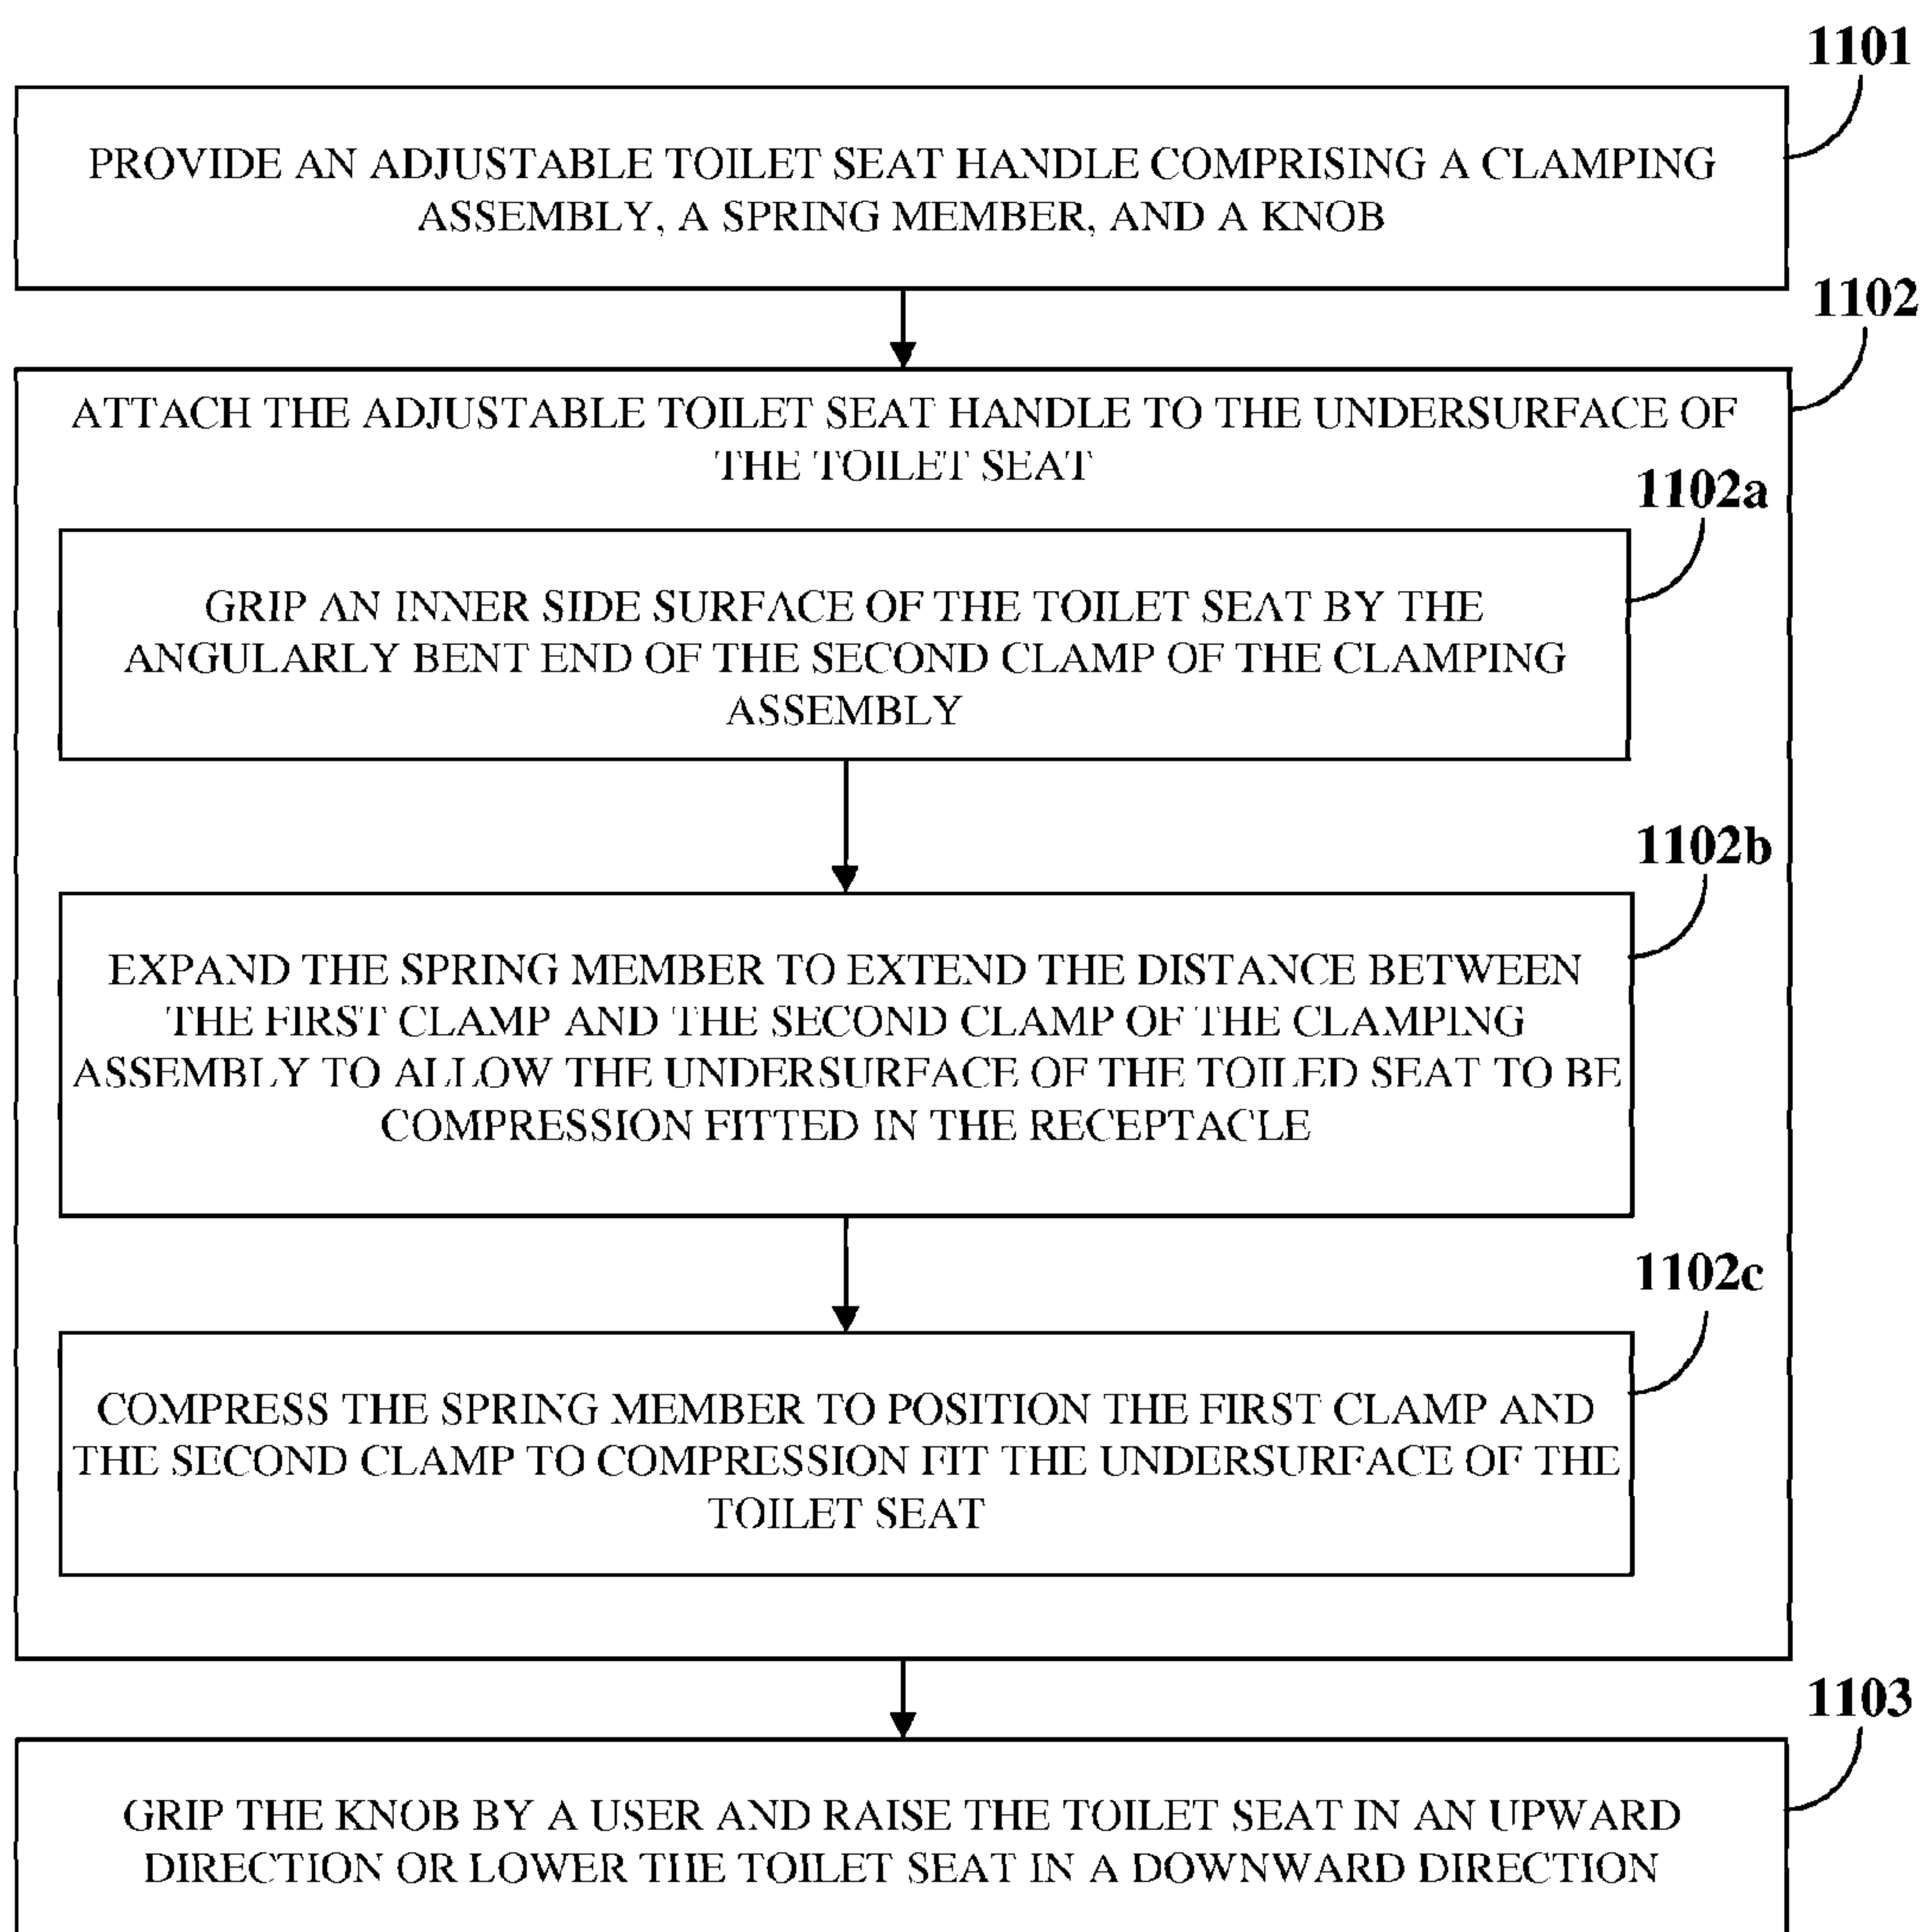 1101
PROVIDE AN ADJUSTABLE TOILET SEAT HANDLE COMPRISING A CLAMPING
ASSEMBLY, A SPRING MEMBER, AND A KNOB
1102
ATTACH THE ADJUSTABLE TOILET SEAT HANDLE TO THE UNDERSURFACE OF
THE TOILET SEAT
1102a
GRIP AN INNER SIDE SURFACE OF THE TOILET SEAT BY THE
ANGULARLY BENT END OF THE SECOND CLAMP OF THE CLAMPING
ASSEMBLY
1102b
EXPAND THE SPRING MEMBER TO EXTEND THE DISTANCE BETWEEN
THE FIRST CLAMP AND THE SECOND CLAMP OF THE CLAMPING
ASSEMBLY TO ALLOW THE UNDERSURFACE OF THE TOILED SEAT TO BE
COMPRESSION FITTED IN THE RECEPTACLE
1102c
COMPRESS THE SPRING MEMBER TO POSITION THE FIRST CLAMP AND
THE SECOND CLAMP TO COMPRESSION FIT THE UNDERSURFACE OF THE
TOILET SEAT
1103
GRIP THE KNOB BY A USER AND RAISE THE TOILET SEAT IN AN UPWARD
DIRECTION OR LOWER THE TOILET SEAT IN A DOWNWARD DIRECTION